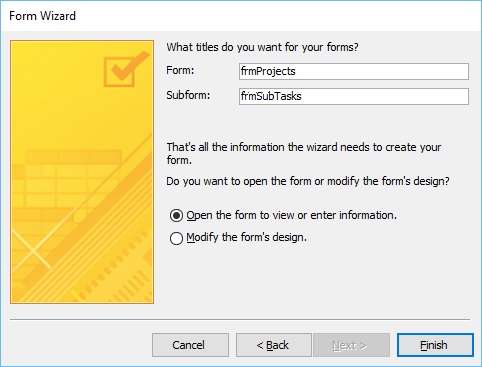 Form Wizard
What titles do you want for your forms?
Form: frmProjects
Subform: frmSubTasks
That's all the information the wizard needs to create your
form.
Do you want to open the form or modify the form's design?
Open the form to view or enter information.
Modify the form's design.
Cancel < Back Next > Finish